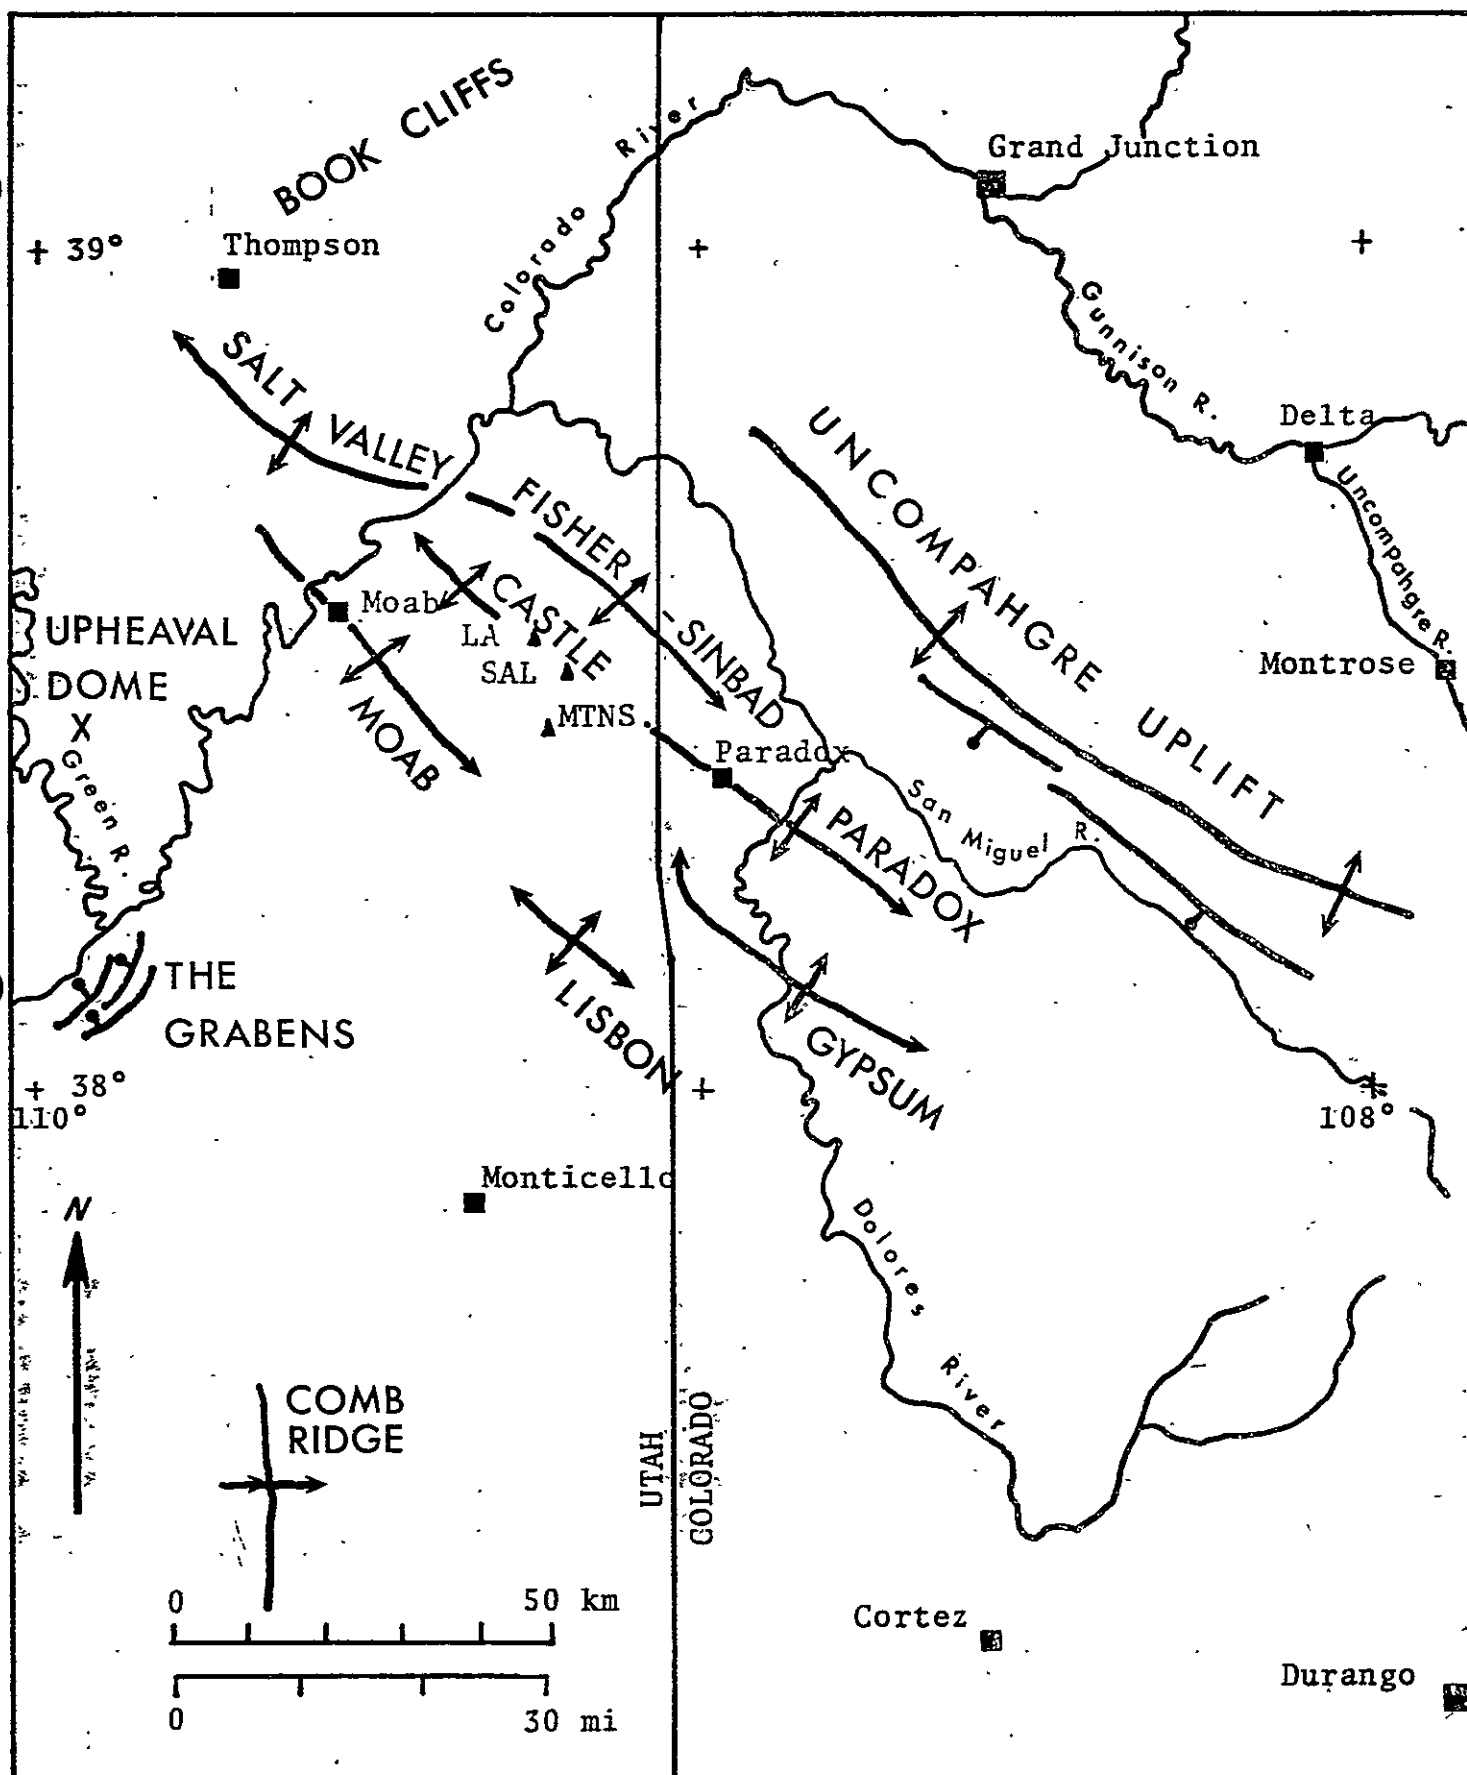 BOOK CLIFFS
Colorado River
Grand Junction
+ 39°
Thompson
Gunnison R.
SALT VALLEY
Delta
UNCOMPAHGRE UPLIFT
Uncompahgre R.
FISHER - SINBAD
Moab
CASTLE
UPHEAVAL
DOME
X
LA
SAL
MTNS.
Montrose
MOAB
Paradox
Green R.
San Miguel R.
PARADOX
LISBON
THE
GRABENS
GYPSUM
+ 38°
110°
108°
Monticello
N
Dolores River
COMB
RIDGE
UTAH
COLORADO
0 50 km
0 30 mi
Cortez
Durango